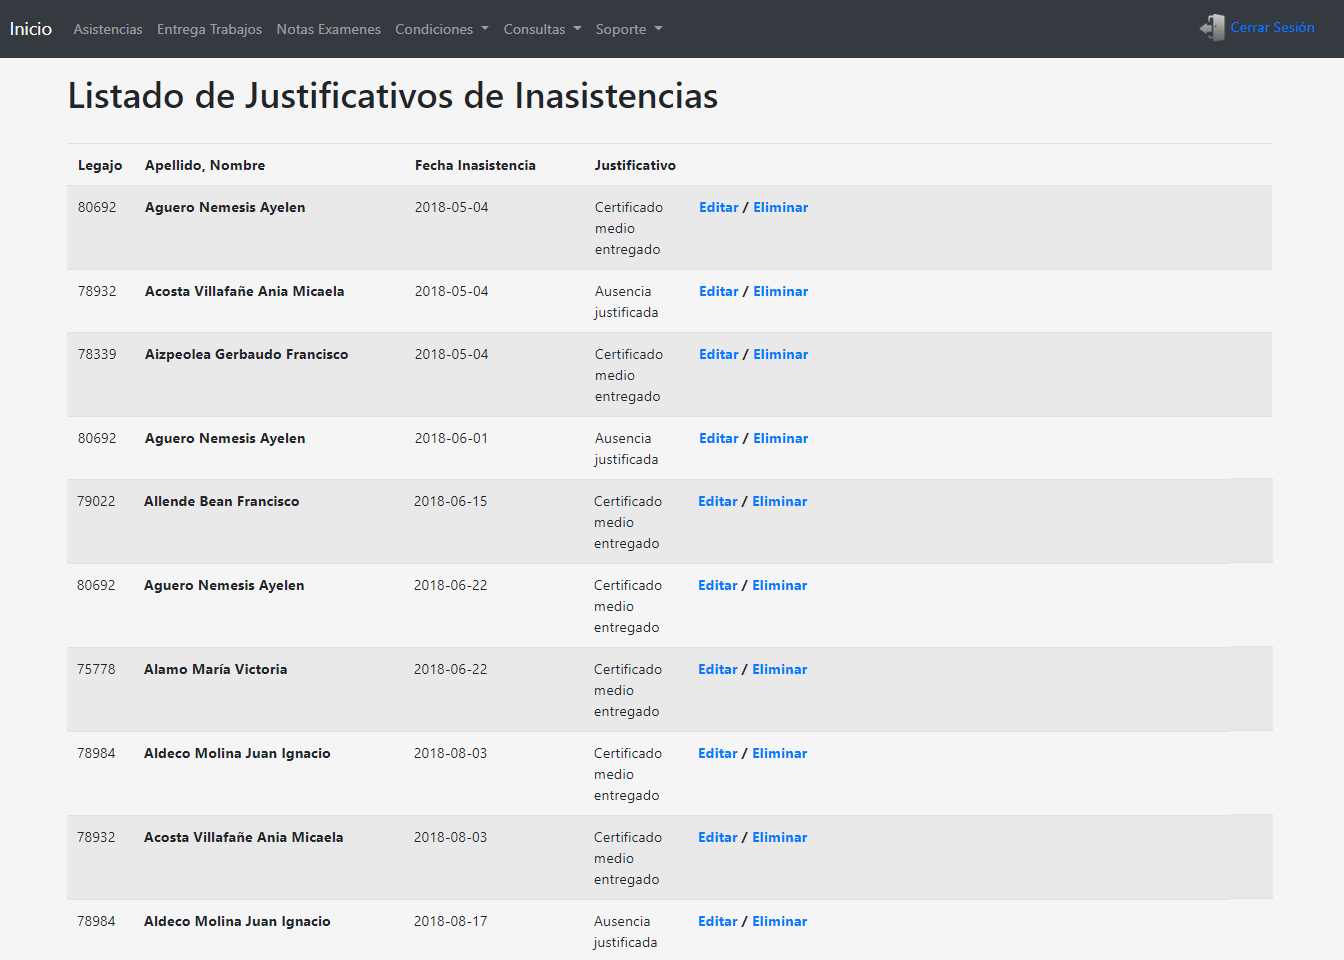 Inicio Asistencias Entrega Trabajos Notas Examenes Condiciones Consultas Soporte Cerrar Sesión
Listado de Justificativos de Inasistencias
Legajo Apellido, Nombre Fecha Inasistencia Justificativo
80692 Aguero Nemesis Ayelen 2018-05-04 Certificado Editar / Eliminar
medio
entregado
78932 Acosta Villafañe Ania Micaela 2018-05-04 Ausencia Editar / Eliminar
justificada
78339 Aizpeolea Gerbaudo Francisco 2018-05-04 Certificado Editar / Eliminar
medio
entregado
80692 Aguero Nemesis Ayelen 2018-06-01 Ausencia Editar / Eliminar
justificada
79022 Allende Bean Francisco 2018-06-15 Certificado Editar / Eliminar
medio
entregado
80692 Aguero Nemesis Ayelen 2018-06-22 Certificado Editar / Eliminar
medio
entregado
75778 Alamo María Victoria 2018-06-22 Certificado Editar / Eliminar
medio
entregado
78984 Aldeco Molina Juan Ignacio 2018-08-03 Certificado Editar / Eliminar
medio
entregado
78932 Acosta Villafañe Ania Micaela 2018-08-03 Certificado Editar / Eliminar
medio
entregado
78984 Aldeco Molina Juan Ignacio 2018-08-17 Ausencia Editar / Eliminar
justificada